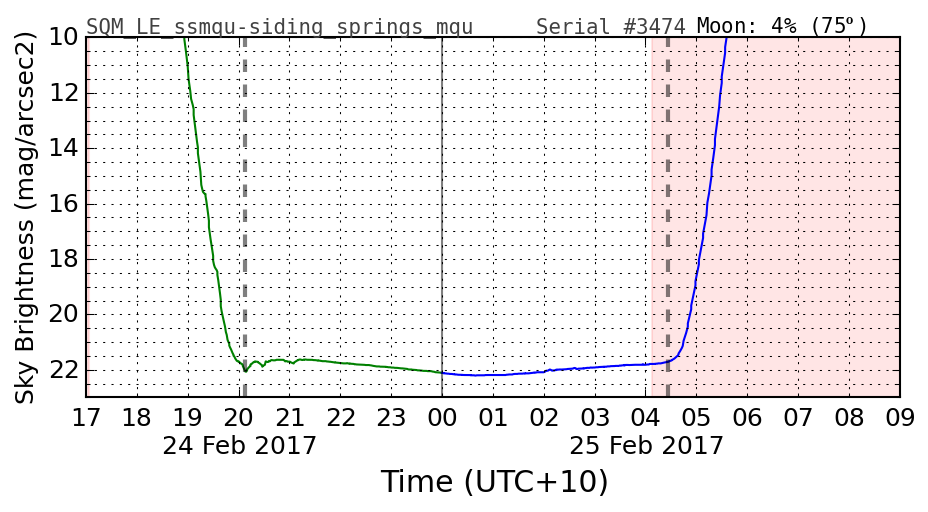 SQM_LE_ssmqu-siding_springs_mqu Serial #3474 Moon: 4% (75°)
Sky Brightness (mag/arcsec2)
10
12
14
16
18
20
22
17 18 19 20 21 22 23 00 01 02 03 04 05 06 07 08 09
24 Feb 2017 25 Feb 2017
Time (UTC+10)